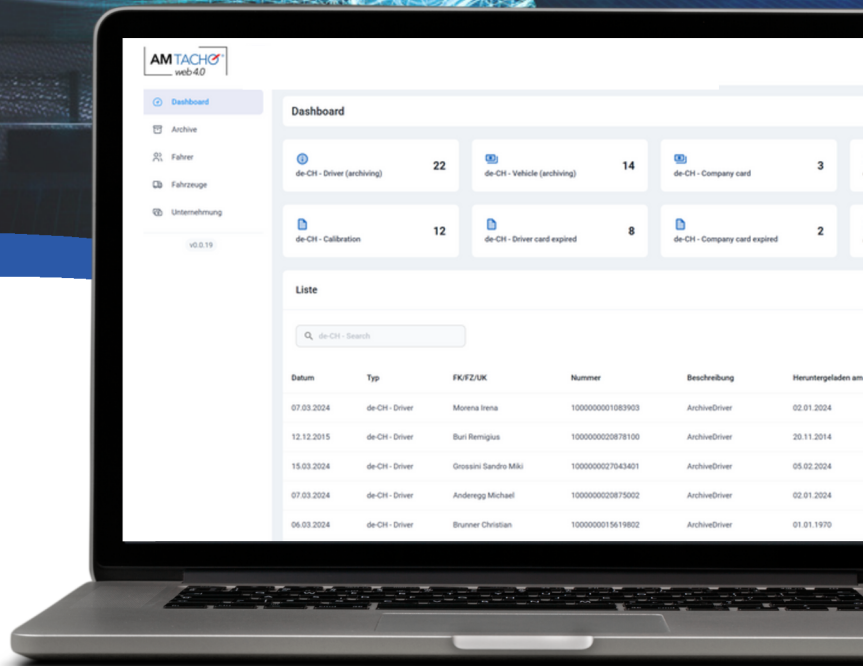 AMTACHO
web 4.0
Dashboard
Archive
Fahrer
Fahrzeuge
Unternehmung
v0.0.19
Dashboard
de-CH - Driver (archiving) 22
de-CH - Vehicle (archiving) 14
de-CH - Company card 3
de-CH - Calibration 12
de-CH - Driver card expired 8
de-CH - Company card expired 2
Liste
de-CH - Search
Datum Typ FK/FZ/UK Nummer Beschreibung Heruntergeladen am
07.03.2024 de-CH - Driver Morena Irena 1000000001083903 ArchiveDriver 02.01.2024
12.12.2015 de-CH - Driver Buri Remigius 1000000020878100 ArchiveDriver 20.11.2014
15.03.2024 de-CH - Driver Grossini Sandro Miki 1000000027043401 ArchiveDriver 05.02.2024
07.03.2024 de-CH - Driver Anderegg Michael 1000000020875002 ArchiveDriver 02.01.2024
06.03.2024 de-CH - Driver Brunner Christian 1000000015619802 ArchiveDriver 01.01.1970